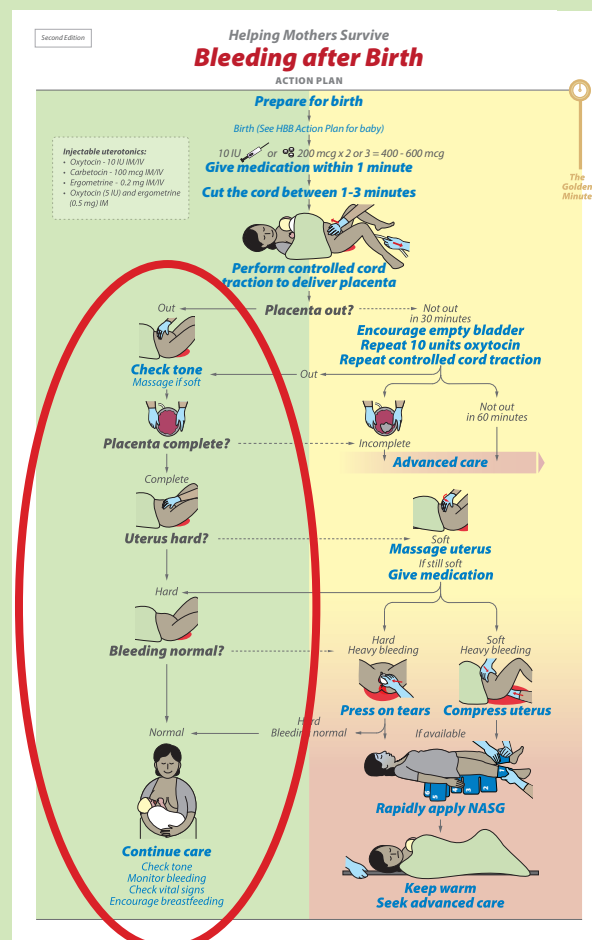 Second Edition
Helping Mothers Survive
Bleeding after Birth
ACTION PLAN
Prepare for birth
Birth (See HBB Action Plan for baby)
Injectable uterotonics:
• Oxytocin - 10 IU IM/IV
• Carbetocin - 100 mcg IM/IV
• Ergometrine - 0.2 mg IM/IV
• Oxytocin (5 IU) and ergometrine
(0.5 mg) IM
10 IU or 200 mcg x 2 or 3 = 400 - 600 mcg
Give medication within 1 minute
Cut the cord between 1-3 minutes
The
Golden
Minute
Perform controlled cord
traction to deliver placenta
Out
Placenta out?
Not out
in 30 minutes
Encourage empty bladder
Repeat 10 units oxytocin
Repeat controlled cord traction
Check tone
Massage if soft
Out
Not out
in 60 minutes
Placenta complete?
Incomplete
Advanced care
Complete
Uterus hard?
Soft
Massage uterus
If still soft
Give medication
Hard
Bleeding normal?
Hard
Heavy bleeding
Soft
Heavy bleeding
Press on tears
Compress uterus
Normal
Hard
Bleeding normal
If available
Rapidly apply NASG
Continue care
Check tone
Monitor bleeding
Check vital signs
Encourage breastfeeding
Keep warm
Seek advanced care